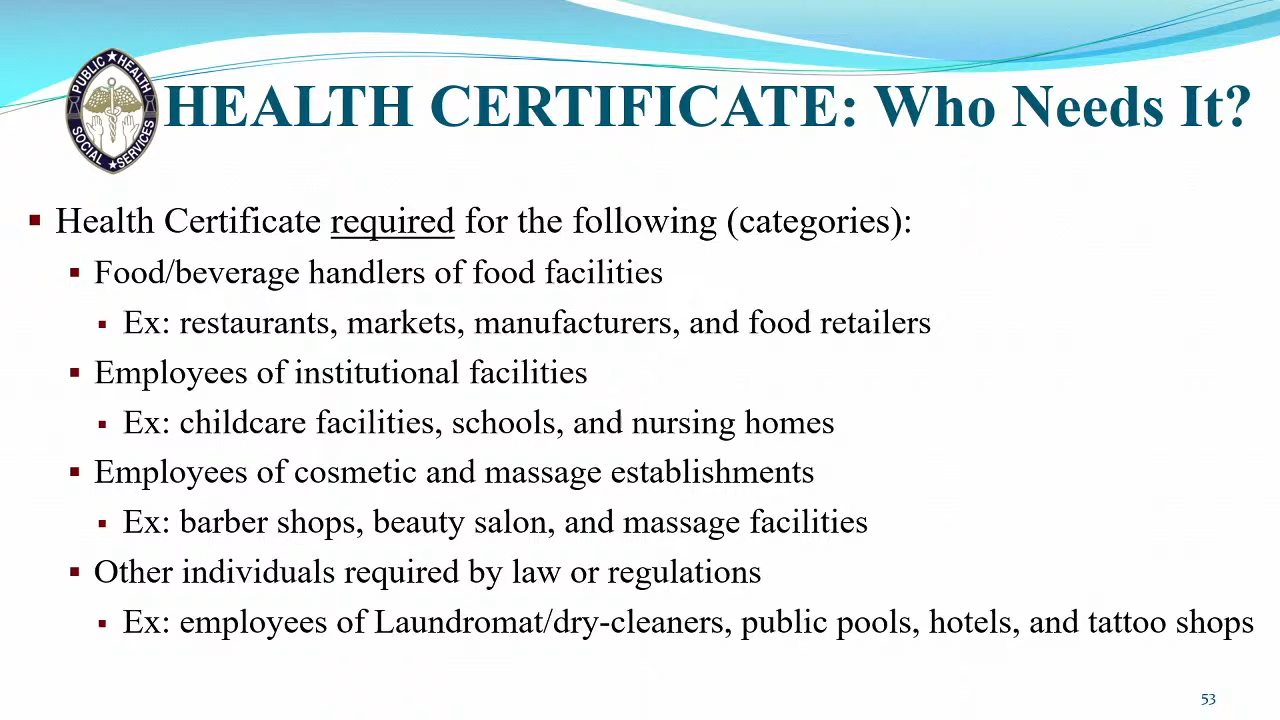 PUBLIC HEALTH
SOCIAL SERVICES
HEALTH CERTIFICATE: Who Needs It?
▪ Health Certificate required for the following (categories):
▪ Food/beverage handlers of food facilities
▪ Ex: restaurants, markets, manufacturers, and food retailers
▪ Employees of institutional facilities
▪ Ex: childcare facilities, schools, and nursing homes
▪ Employees of cosmetic and massage establishments
▪ Ex: barber shops, beauty salon, and massage facilities
▪ Other individuals required by law or regulations
▪ Ex: employees of Laundromat/dry-cleaners, public pools, hotels, and tattoo shops
53